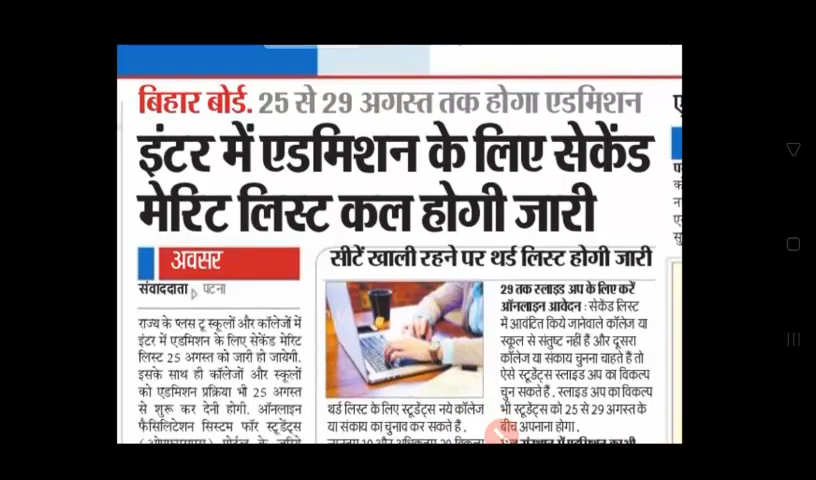 बिहार बोर्ड. 25 से 29 अगस्त तक होगा एडमिशन
इंटर में एडमिशन के लिए सेकेंड
मेरिट लिस्ट कल होगी जारी
अवसर
संवाददाता पटना
राज्य के प्लस टू स्कूलों और कॉलेजों में
इंटर में एडमिशन के लिए सेकेंड मेरिट
लिस्ट 25 अगस्त को जारी हो जायेगी.
इसके साथ ही कॉलेजों और स्कूलों
को एडमिशन प्रक्रिया भी 25 अगस्त
से शुरू कर देनी होगी. ऑनलाइन
फैसिलिटेशन सिस्टम फॉर स्टूडेंट्स
सीटें खाली रहने पर थर्ड लिस्ट होगी जारी
थर्ड लिस्ट के लिए स्टूडेंट्स नये कॉलेज
या संकाय का चुनाव कर सकते हैं.
29 तक स्लाइड अप के लिए करें
ऑनलाइन आवेदन : सेकेंड लिस्ट
में आवंटित किये जानेवाले कॉलेज या
स्कूल से संतुष्ट नहीं हैं और दूसरा
कॉलेज या संकाय चुनना चाहते हैं तो
ऐसे स्टूडेंट्स स्लाइड अप का विकल्प
चुन सकते हैं. स्लाइड अप का विकल्प
भी स्टूडेंट्स को 25 से 29 अगस्त के
बीच अपनाना होगा.